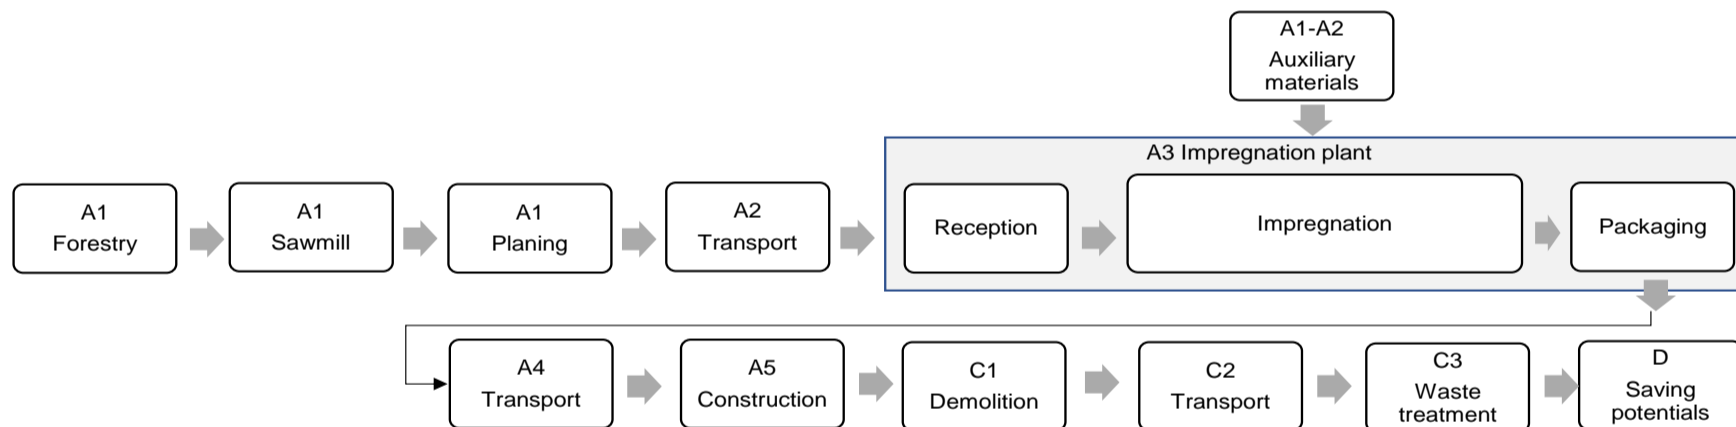 A1-A2
Auxiliary
materials
A3 Impregnation plant
A1
Forestry
A1
Sawmill
A1
Planing
A2
Transport
Reception
Impregnation
Packaging
A4
Transport
A5
Construction
C1
Demolition
C2
Transport
C3
Waste
treatment
D
Saving
potentials